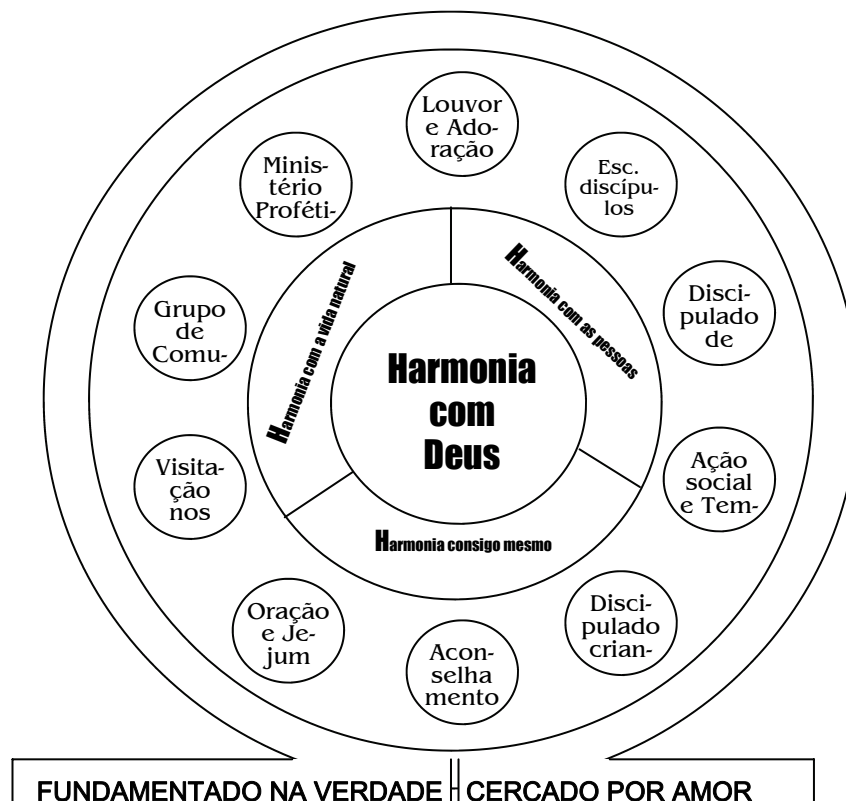 Louvor
e Ado-
ração
Esc.
discípu-
los
Discí-
pulado
de
Ação
social
e Tem-
Disci-
pulado
crian-
Acon-
selha
mento
Oração
e Je-
jum
Visita-
ção
nos
Grupo
de
Comu-
Minis-
tério
Proféti-
Harmonia com a vida natural
Harmonia com as pessoas
Harmonia consigo mesmo
Harmonia
com
Deus
FUNDAMENTADO NA VERDADE CERCADO POR AMOR